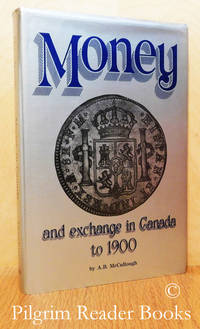 Money
and exchange in Canada
to 1900
by A.B. McCullough
©
Pilgrim Reader Books